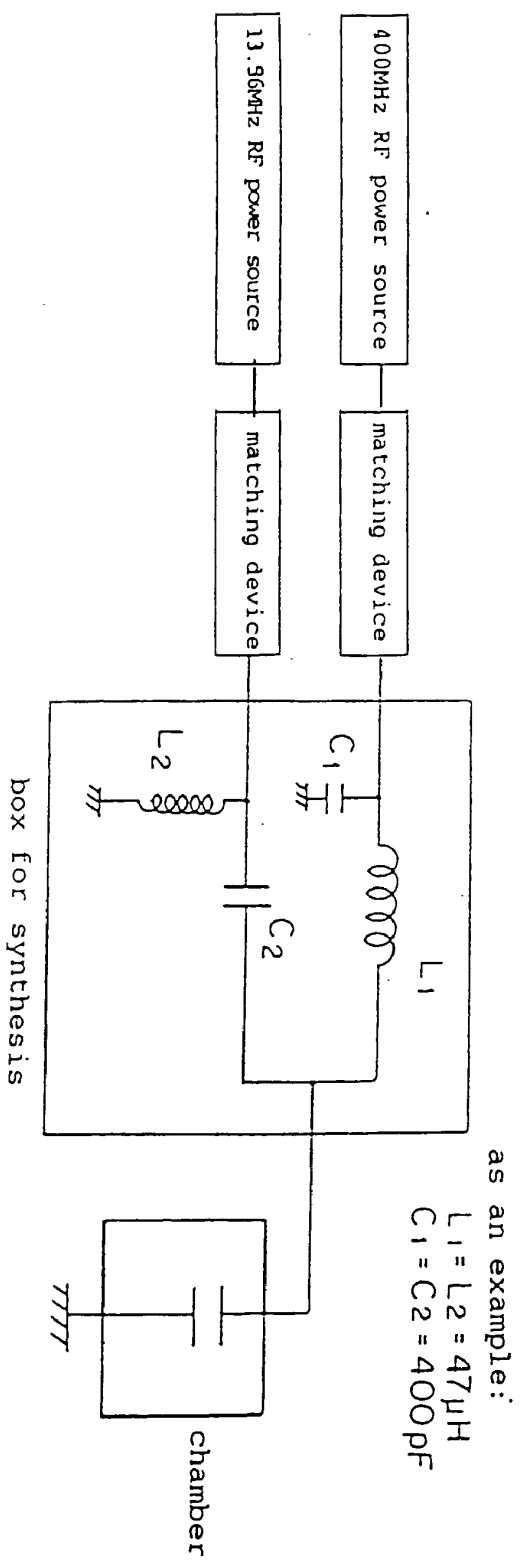 400MHz RF power source
matching device
13.96MHz RF power source
matching device
L1
C1
L2
C2
box for synthesis
as an example:
L1 = L2 = 47μH
C1 = C2 = 400pF
chamber